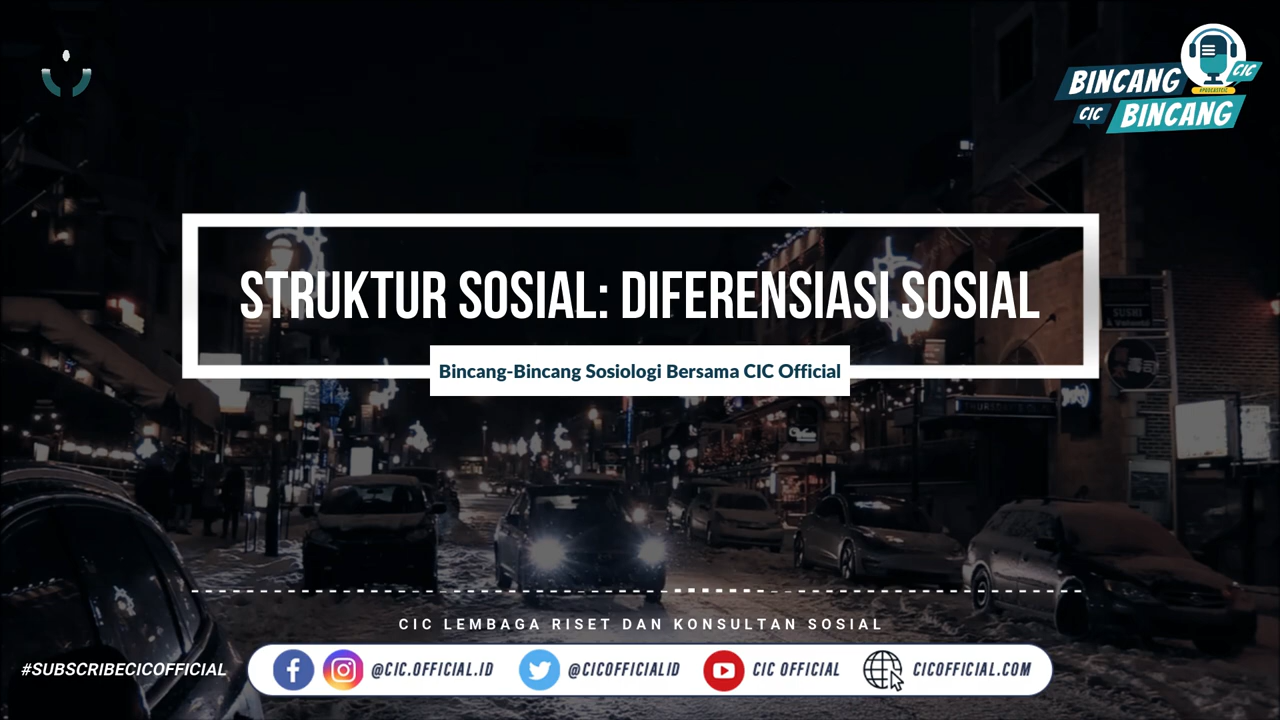 BINCANG
CIC
#PODCASTCIC
CIC BINCANG
STRUKTUR SOSIAL: DIFERENSIASI SOSIAL
Bincang-Bincang Sosiologi Bersama CIC Official
CIC LEMBAGA RISET DAN KONSULTAN SOSIAL
#SUBSCRIBECICOFFICIAL
@CIC.OFFICIAL.ID @CICOFFICIALID CIC OFFICIAL CICOFFICIAL.COM